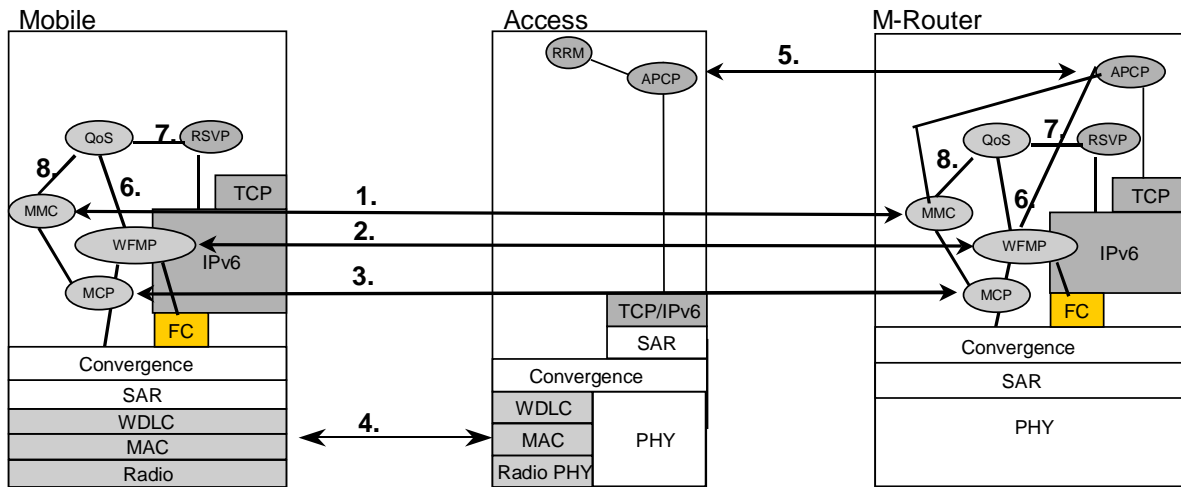 Mobile
Access
M-Router
RRM
APCP
5.
APCP
QoS
7.
RSVP
QoS
7.
RSVP
8.
6.
TCP
1.
8.
6.
TCP
MMC
MMC
2.
WFMP
IPv6
WFMP
IPv6
3.
MCP
MCP
FC
TCP/IPv6
FC
SAR
Convergence
Convergence
Convergence
SAR
SAR
WDLC
WDLC
4.
MAC
MAC
PHY
PHY
Radio
Radio PHY